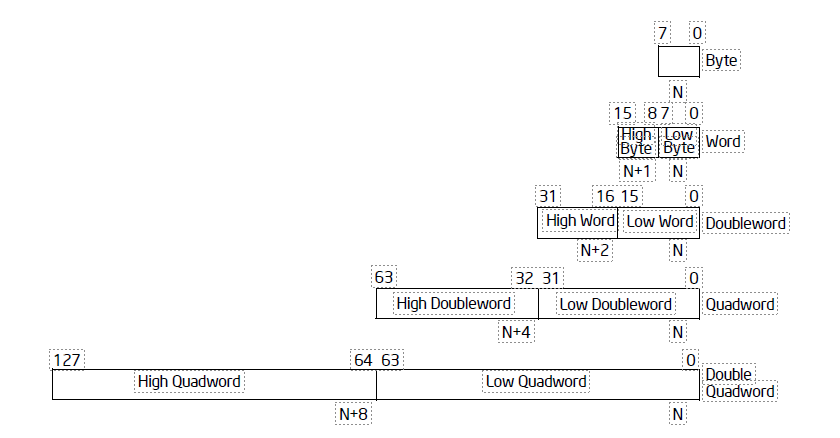 7 0
Byte
N
15 8 7 0
High Byte Low Byte
Word
N+1 N
31 16 15 0
High Word Low Word Doubleword
N+2 N
63 32 31 0
High Doubleword Low Doubleword Quadword
N+4 N
127 64 63 0
High Quadword Low Quadword Double Quadword
N+8 N